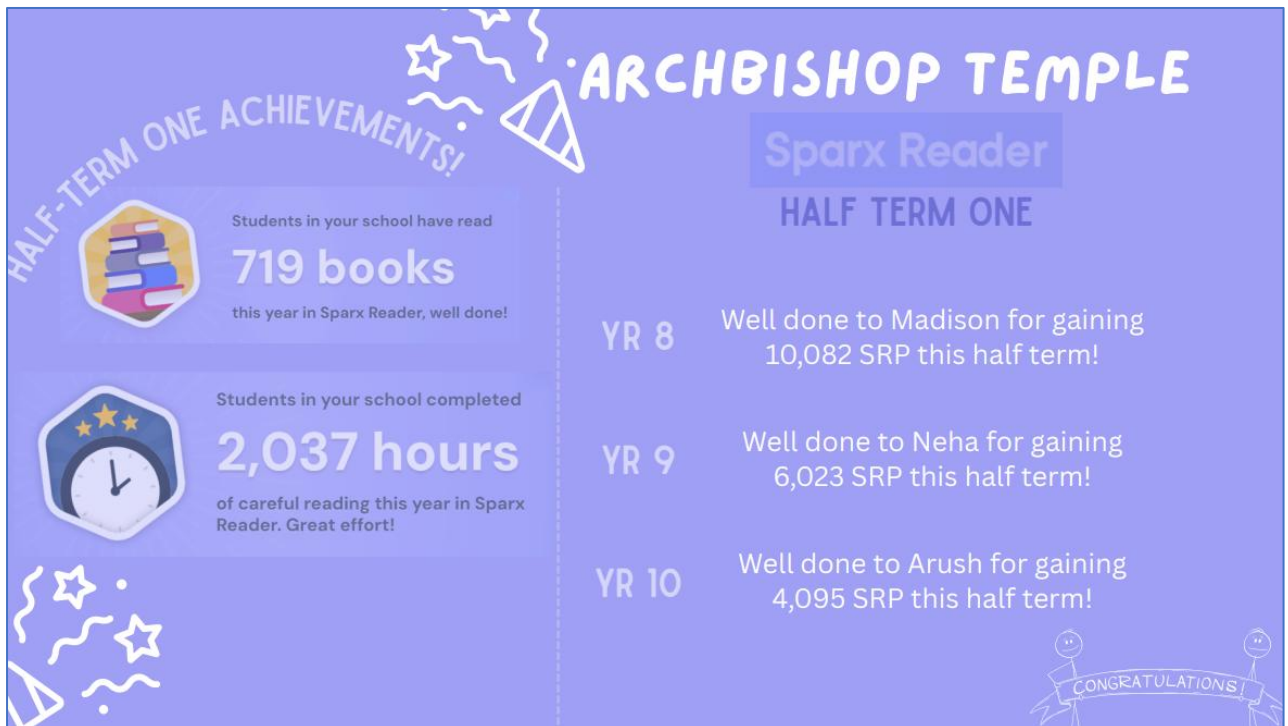 HALF-TERM ONE ACHIEVEMENTS!
Students in your school have read
719 books
this year in Sparx Reader, well done!
Students in your school completed
2,037 hours
of careful reading this year in Sparx
Reader. Great effort!
ARCHBISHOP TEMPLE
Sparx Reader
HALF TERM ONE
YR 8
Well done to Madison for gaining
10,082 SRP this half term!
YR 9
Well done to Neha for gaining
6,023 SRP this half term!
YR 10
Well done to Arush for gaining
4,095 SRP this half term!
CONGRATULATIONS!